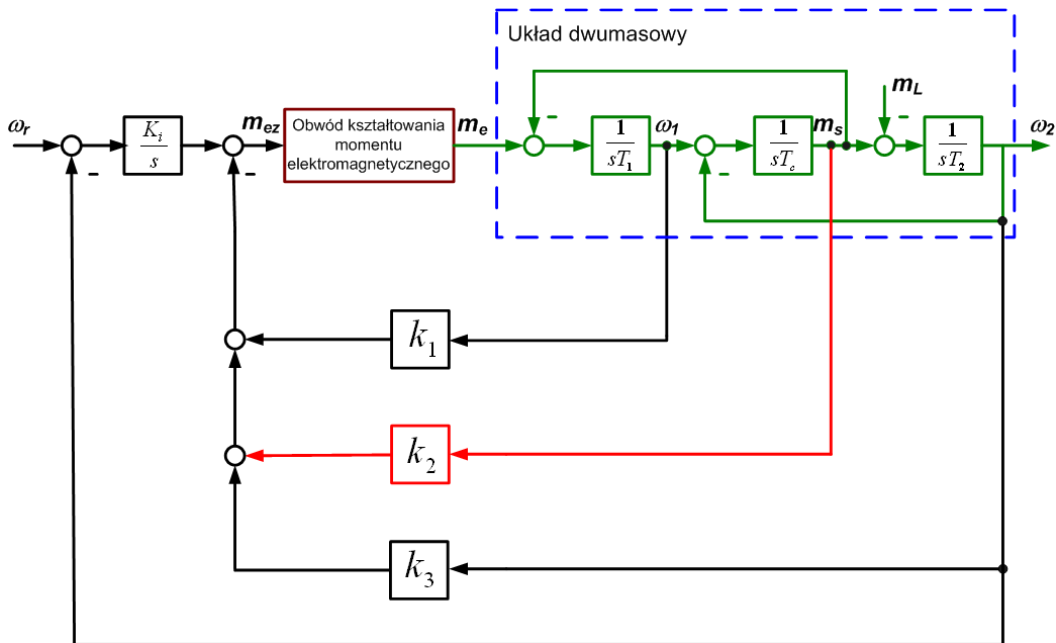 Układ dwumasowy
m_L
ω_r
-
K_i
s
m_ez
-
Obwód kształtowania
momentu
elektromagnetycznego
m_e
-
1
sT_1
ω_1
-
1
sT_c
m_s
-
1
sT_2
ω_2
k_1
k_2
k_3